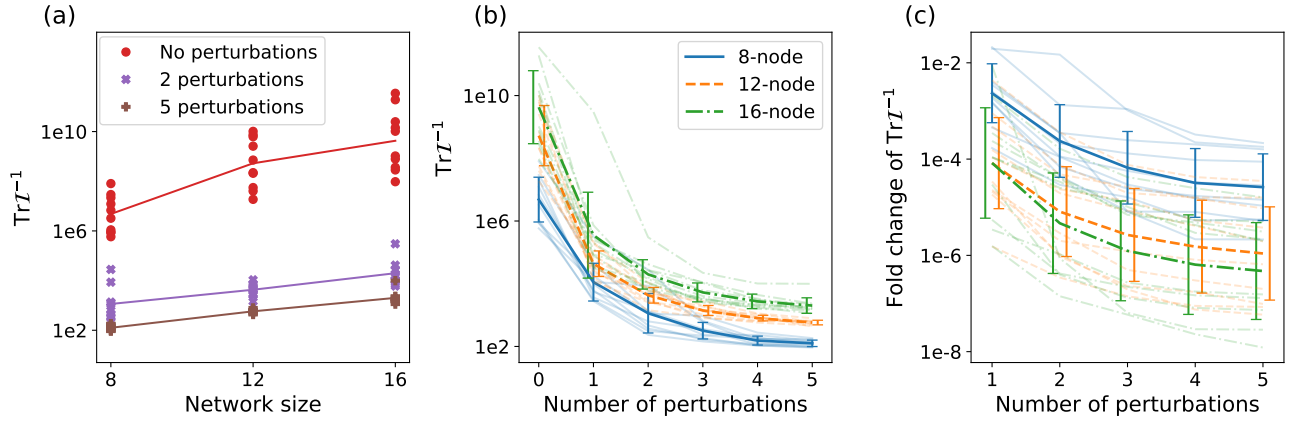 (a)
TrI⁻¹
1e10
1e6
1e2
No perturbations
2 perturbations
5 perturbations
8
12
16
Network size
(b)
TrI⁻¹
1e10
1e6
1e2
8-node
12-node
16-node
0
1
2
3
4
5
Number of perturbations
(c)
Fold change of TrI⁻¹
1e-2
1e-4
1e-6
1e-8
1
2
3
4
5
Number of perturbations